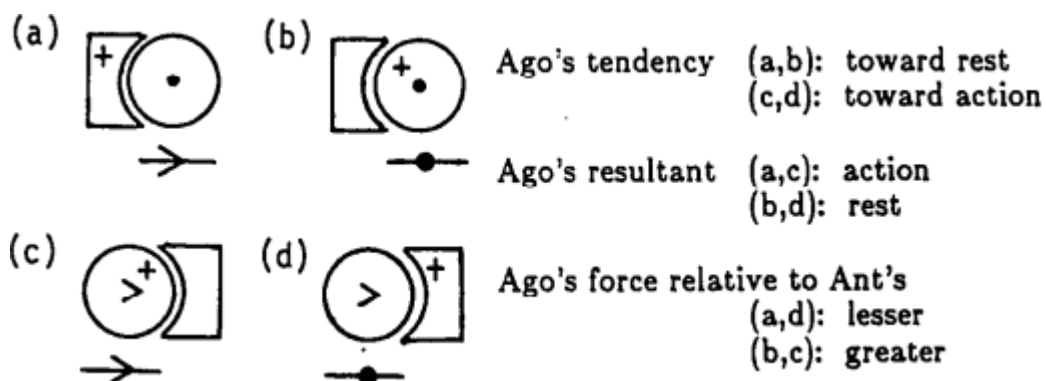 (a)
(b)
Ago's tendency (a,b): toward rest
(c,d): toward action
Ago's resultant (a,c): action
(b,d): rest
(c)
(d)
Ago's force relative to Ant's
(a,d): lesser
(b,c): greater